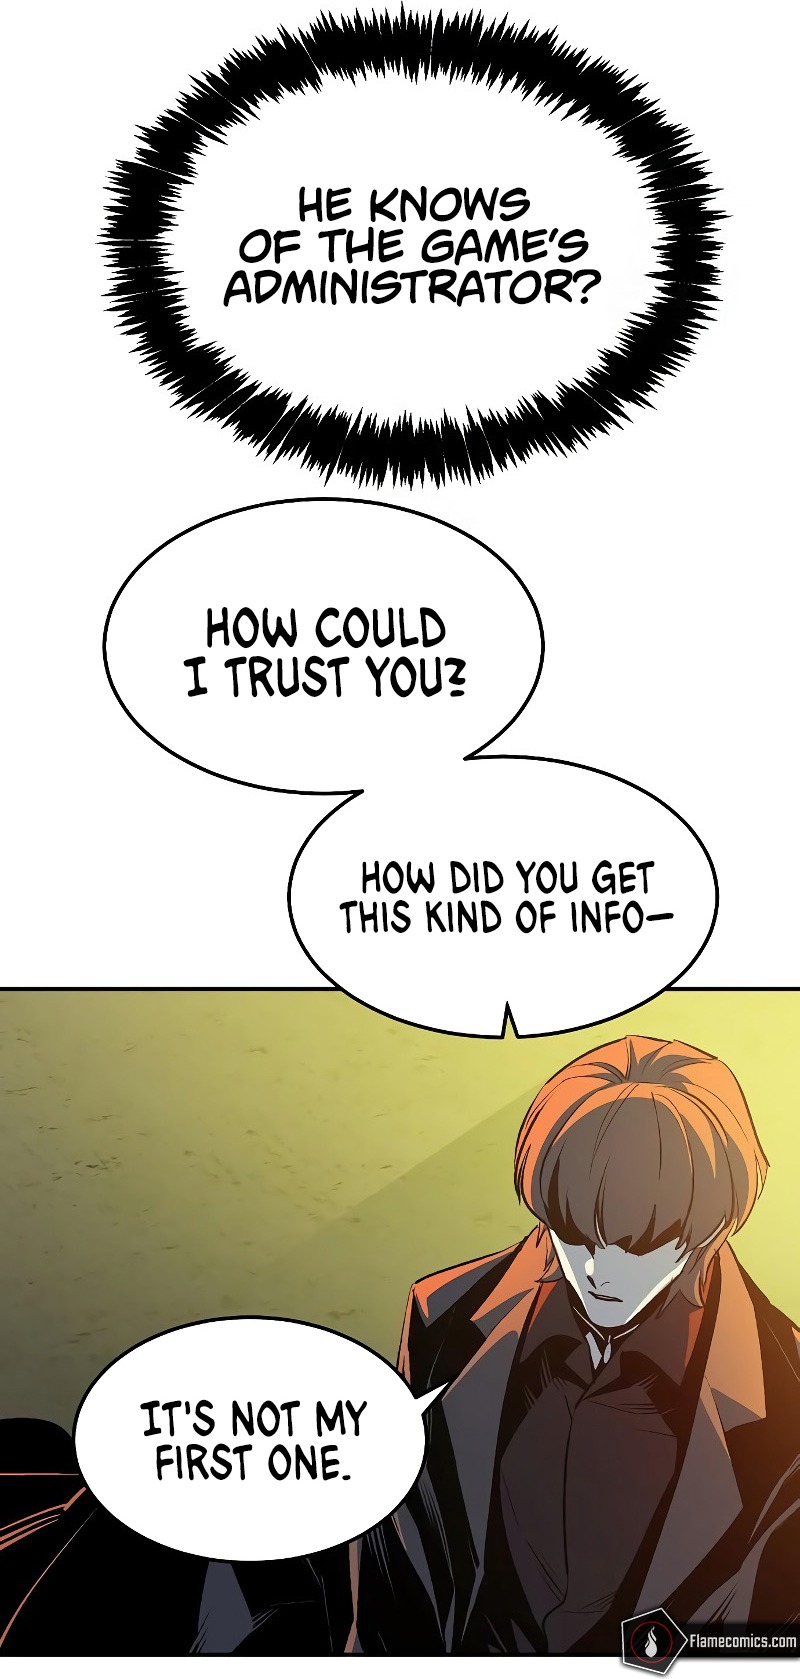 HE KNOWS
OF THE GAME'S
ADMINISTRATOR?
HOW COULD
I TRUST YOU?
HOW DID YOU GET
THIS KIND OF INFO—
IT'S NOT MY
FIRST ONE.
Flamecomics.com